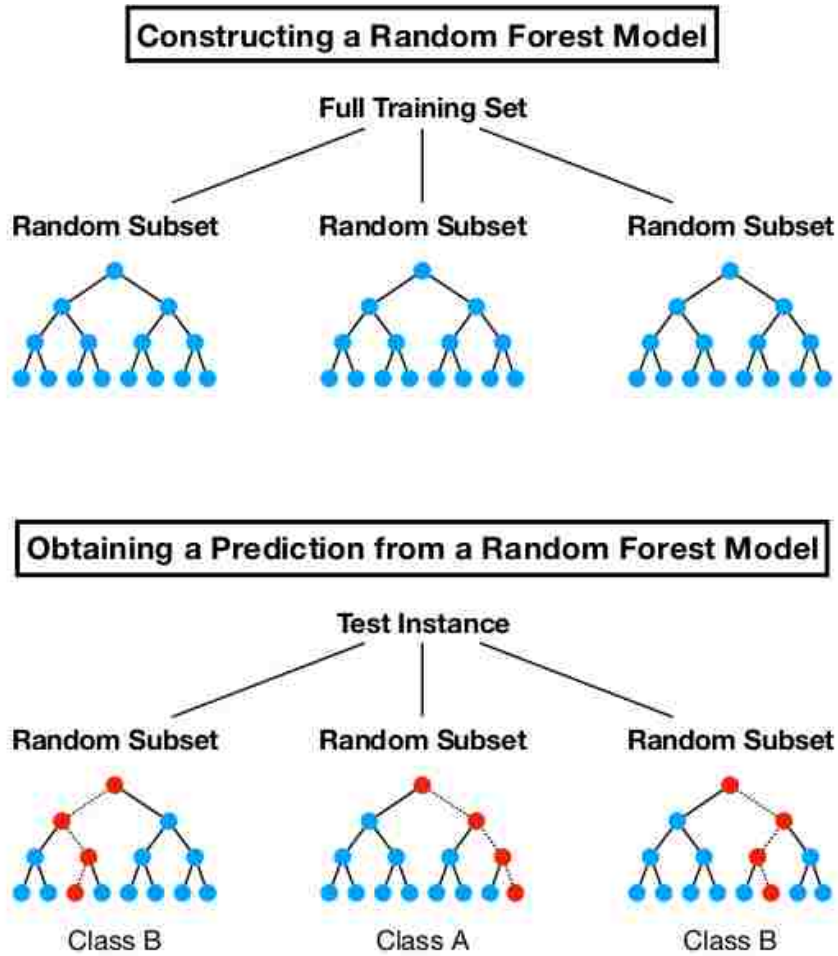 Constructing a Random Forest Model
Full Training Set
Random Subset Random Subset Random Subset
Obtaining a Prediction from a Random Forest Model
Test Instance
Random Subset Random Subset Random Subset
Class B Class A Class B